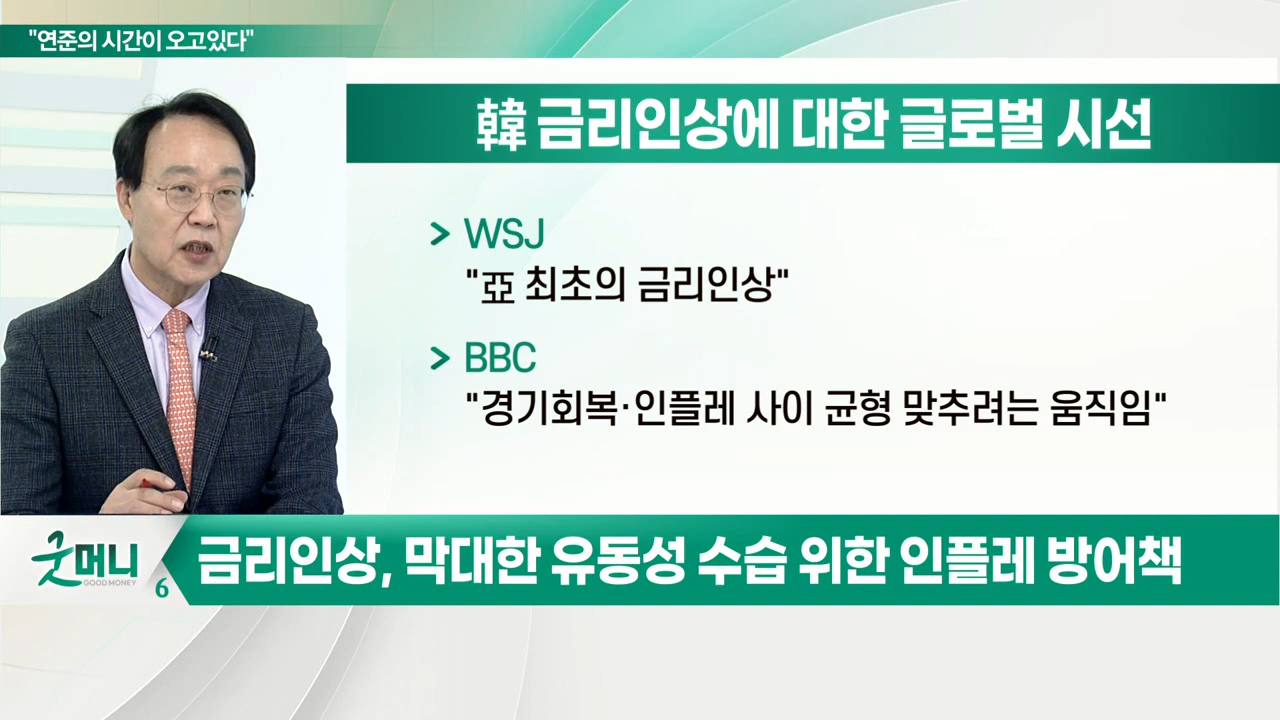 "연준의 시간이 오고있다"
韓 금리인상에 대한 글로벌 시선
> WSJ
"亞 최초의 금리인상"
> BBC
"경기회복·인플레 사이 균형 맞추려는 움직임"
굿머니
GOOD MONEY
6
금리인상, 막대한 유동성 수습 위한 인플레 방어책